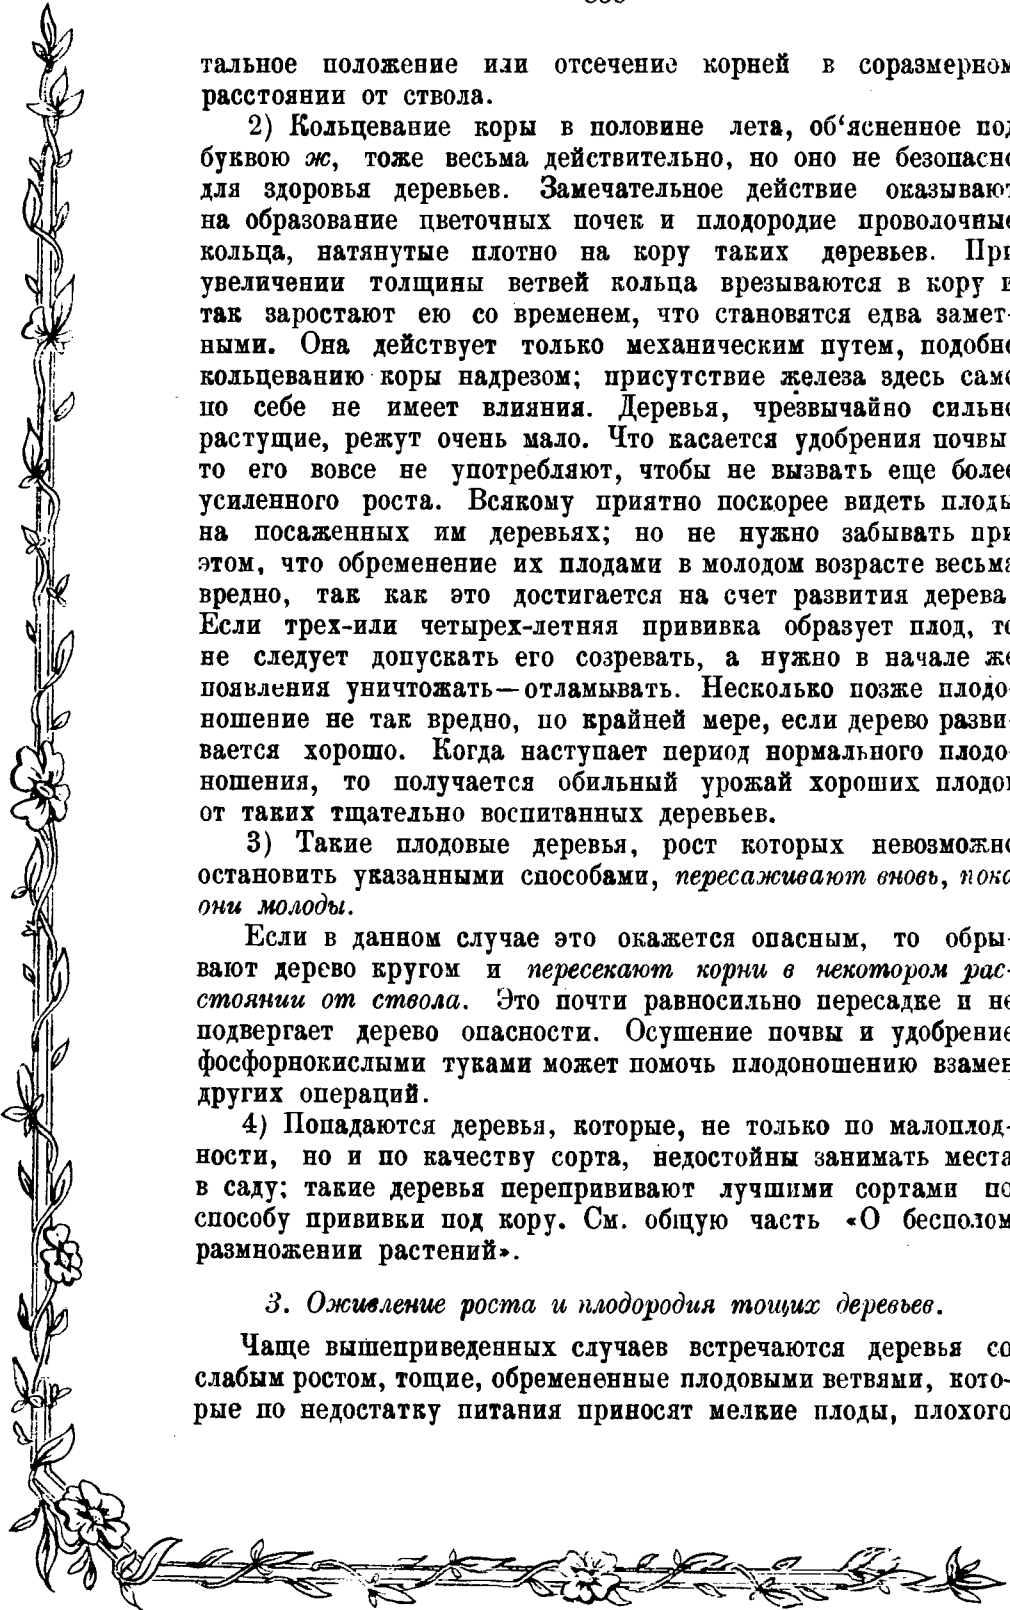 тальное положение или отсечение корней в соразмерном
расстоянии от ствола.
2) Кольцевание коры в половине лета, об‘ясненное под
буквою ж, тоже весьма действительно, но оно не безопасно
для здоровья деревьев. Замечательное действие оказывают
на образование цветочных почек и плодородие проволочные
кольца, натянутые плотно на кору таких деревьев. При
увеличении толщины ветвей кольца врезываются в кору и
так заростают ею со временем, что становятся едва замет-
ными. Она действует только механическим путем, подобно
кольцеванию коры надрезом; присутствие железа здесь само
по себе не имеет влияния. Деревья, чрезвычайно сильно
растущие, режут очень мало. Что касается удобрения почвы
то его вовсе не употребляют, чтобы не вызвать еще более
усиленного роста. Всякому приятно поскорее видеть плоды
на посаженных им деревьях; но не нужно забывать при
этом, что обременение их плодами в молодом возрасте весьма
вредно, так как это достигается на счет развития дерева
Если трех-или четырех-летняя прививка образует плод, то
не следует допускать его созревать, а нужно в начале же
появления уничтожать—отламывать. Несколько позже плодо-
ношение не так вредно, по крайней мере, если дерево разви-
вается хорошо. Когда наступает период нормального плодо-
ношения, то получается обильный урожай хороших плодов
от таких тщательно воспитанных деревьев.
3) Такие плодовые деревья, рост которых невозможно
остановить указанными способами, пересаживают вновь, пока
они молоды.
Если в данном случае это окажется опасным, то обры-
вают дерево кругом и пересекают корни в некотором рас-
стоянии от ствола. Это почти равносильно пересадке и не
подвергает дерево опасности. Осушение почвы и удобрение
фосфорнокислыми туками может помочь плодоношению взамен
других операций.
4) Попадаются деревья, которые, не только по малоплод-
ности, но и по качеству сорта, недостойны занимать места
в саду; такие деревья перепрививают лучшими сортами по
способу прививки под кору. См. общую часть «О бесполом
размножении растений».
3. Оживление роста и плодородия тощих деревьев.
Чаще вышеприведенных случаев встречаются деревья со
слабым ростом, тощие, обремененные плодовыми ветвями, кото-
рые по недостатку питания приносят мелкие плоды, плохого